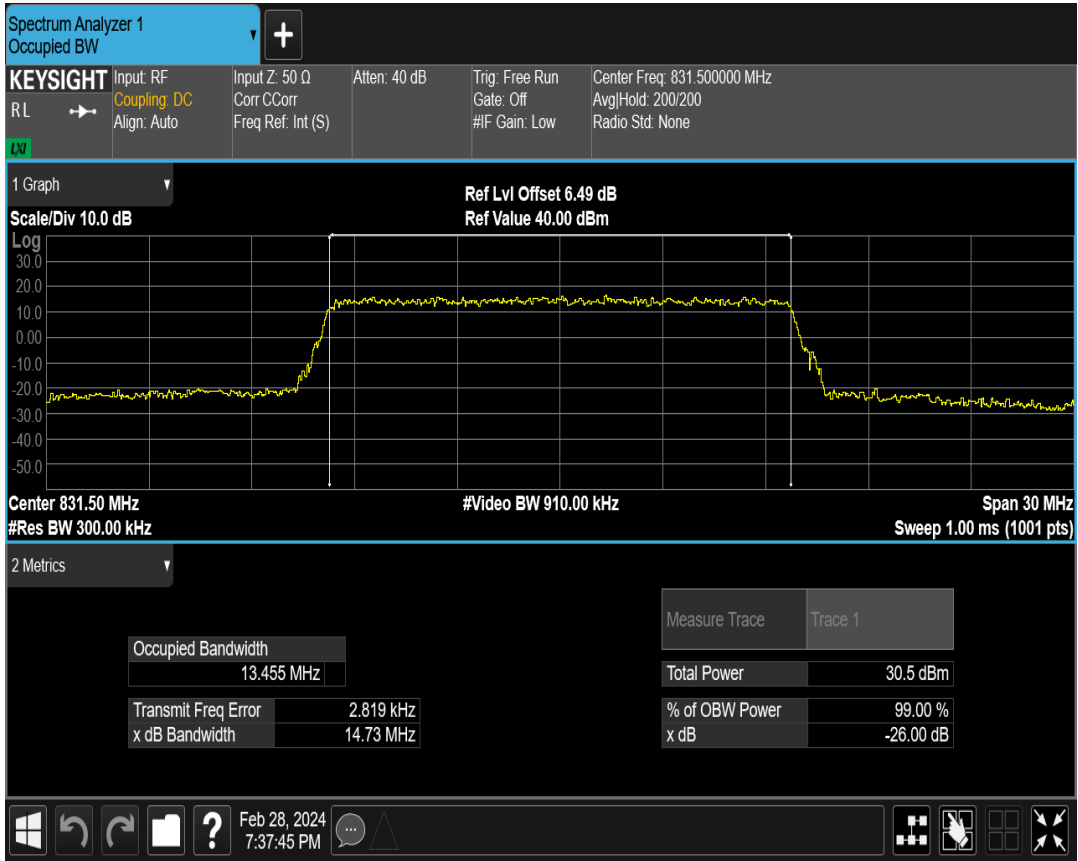 Spectrum Analyzer 1
Occupied BW
+
KEYSIGHT
R L
LXI
Input: RF
Coupling: DC
Align: Auto
Input Z: 50 Ω
Corr CCorr
Freq Ref: Int (S)
Atten: 40 dB
Trig: Free Run
Gate: Off
#IF Gain: Low
Center Freq: 831.500000 MHz
Avg|Hold: 200/200
Radio Std: None
1 Graph
Scale/Div 10.0 dB
Ref Lvl Offset 6.49 dB
Ref Value 40.00 dBm
Log
30.0
20.0
10.0
0.00
-10.0
-20.0
-30.0
-40.0
-50.0
Center 831.50 MHz
#Res BW 300.00 kHz
#Video BW 910.00 kHz
Span 30 MHz
Sweep 1.00 ms (1001 pts)
2 Metrics
Occupied Bandwidth
13.455 MHz
Transmit Freq Error 2.819 kHz
x dB Bandwidth 14.73 MHz
Measure Trace Trace 1
Total Power 30.5 dBm
% of OBW Power 99.00 %
x dB -26.00 dB
?
Feb 28, 2024
7:37:45 PM